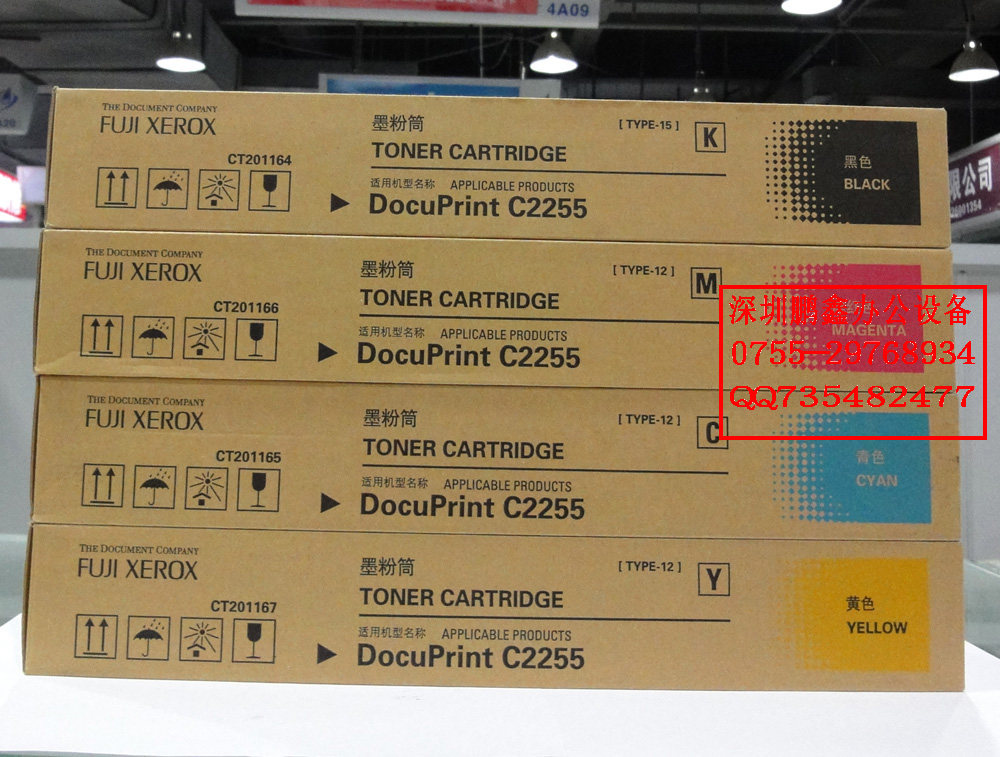 4A09
THE DOCUMENT COMPANY
FUJI XEROX
CT201164
墨粉筒
TONER CARTRIDGE
[ TYPE-15 ]
K
适用机型名称 APPLICABLE PRODUCTS
DocuPrint C2255
黑色
BLACK
限公司
THE DOCUMENT COMPANY
FUJI XEROX
CT201166
墨粉筒
TONER CARTRIDGE
[ TYPE-12 ]
M
适用机型名称 APPLICABLE PRODUCTS
DocuPrint C2255
MAGENTA
深圳鹏鑫办公设备
0755-29768934
QQ735482477
THE DOCUMENT COMPANY
FUJI XEROX
CT201165
墨粉筒
TONER CARTRIDGE
[ TYPE-12 ]
C
适用机型名称 APPLICABLE PRODUCTS
DocuPrint C2255
青色
CYAN
THE DOCUMENT COMPANY
FUJI XEROX
CT201167
墨粉筒
TONER CARTRIDGE
[ TYPE-12 ]
Y
适用机型名称 APPLICABLE PRODUCTS
DocuPrint C2255
黄色
YELLOW